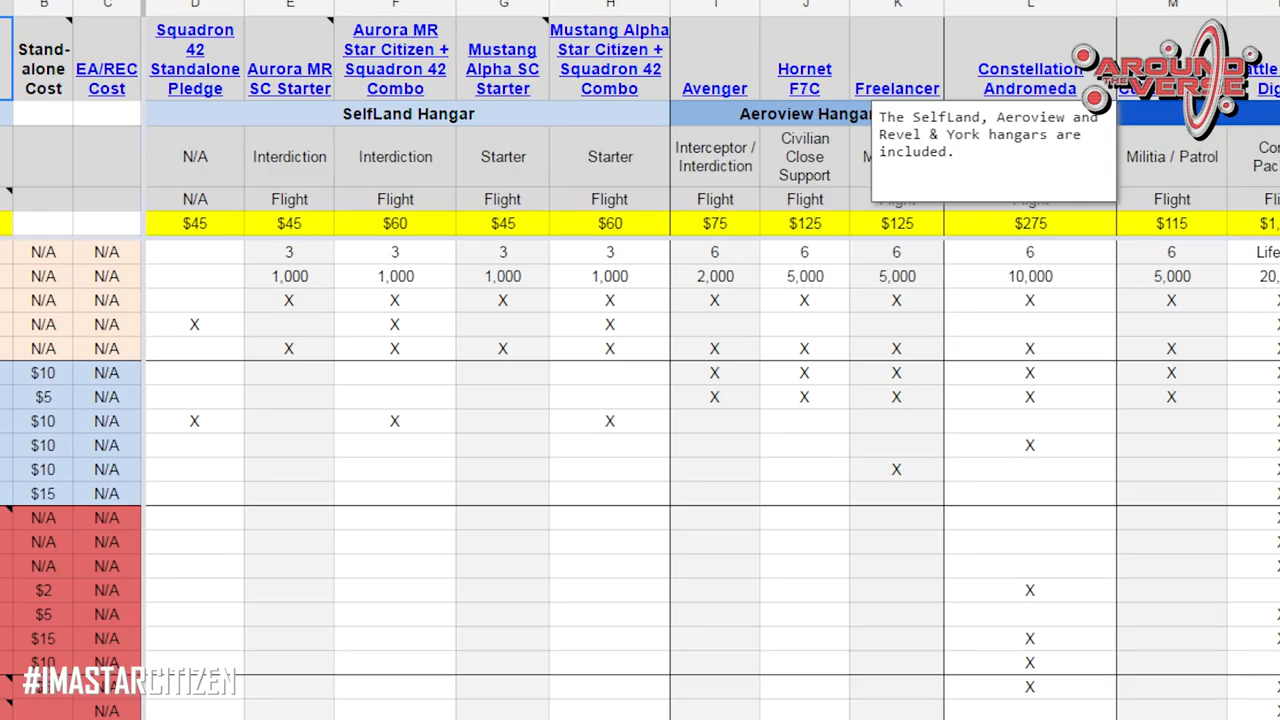 B C D E F G H I J K L M
Stand-alone Cost EA/REC Cost Squadron 42 Standalone Pledge Aurora MR SC Starter Aurora MR Star Citizen + Squadron 42 Combo Mustang Alpha SC Starter Mustang Alpha Star Citizen + Squadron 42 Combo Avenger Hornet F7C Freelancer Constellation Andromeda
AROUND THE VERSE
SelfLand Hangar Aeroview Hangar
The SelfLand, Aeroview and
Revel & York hangars are
included.
N/A Interdiction Interdiction Starter Starter Interceptor / Interdiction Civilian Close Support Militia / Patrol
N/A Flight Flight Flight Flight Flight Flight Flight Flight Flight
$45 $45 $60 $45 $60 $75 $125 $125 $275 $115
N/A N/A 3 3 3 3 6 6 6 6 6 Life
N/A N/A 1,000 1,000 1,000 1,000 2,000 5,000 5,000 10,000 5,000 20,
N/A N/A X X X X X X X X X
N/A N/A X X X
N/A N/A X X X X X X X X X
$10 N/A X X X X X
$5 N/A X X X X X
$10 N/A X X X
$10 N/A X
$10 N/A X
$15 N/A
N/A N/A
N/A N/A
N/A N/A
$2 N/A X
$5 N/A
$15 N/A X
$10 N/A X
N/A X
N/A
#IMASTARCITIZEN